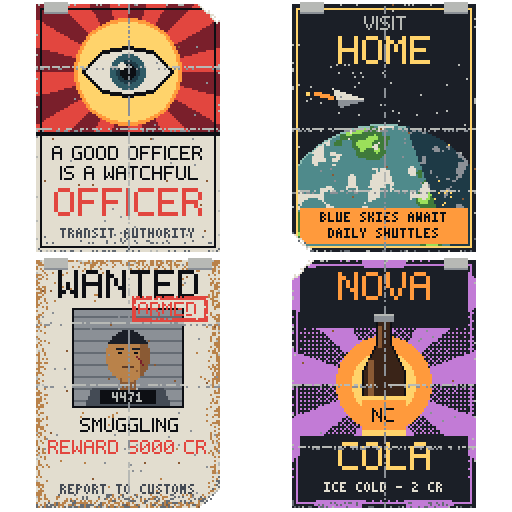 A GOOD OFFICER
IS A WATCHFUL
OFFICER
TRANSIT AUTHORITY
VISIT
HOME
BLUE SKIES AWAIT
DAILY SHUTTLES
WANTED
ARMED
4471
SMUGGLING
REWARD 5000 CR
REPORT TO CUSTOMS
NOVA
NC
COLA
ICE COLD - 2 CR